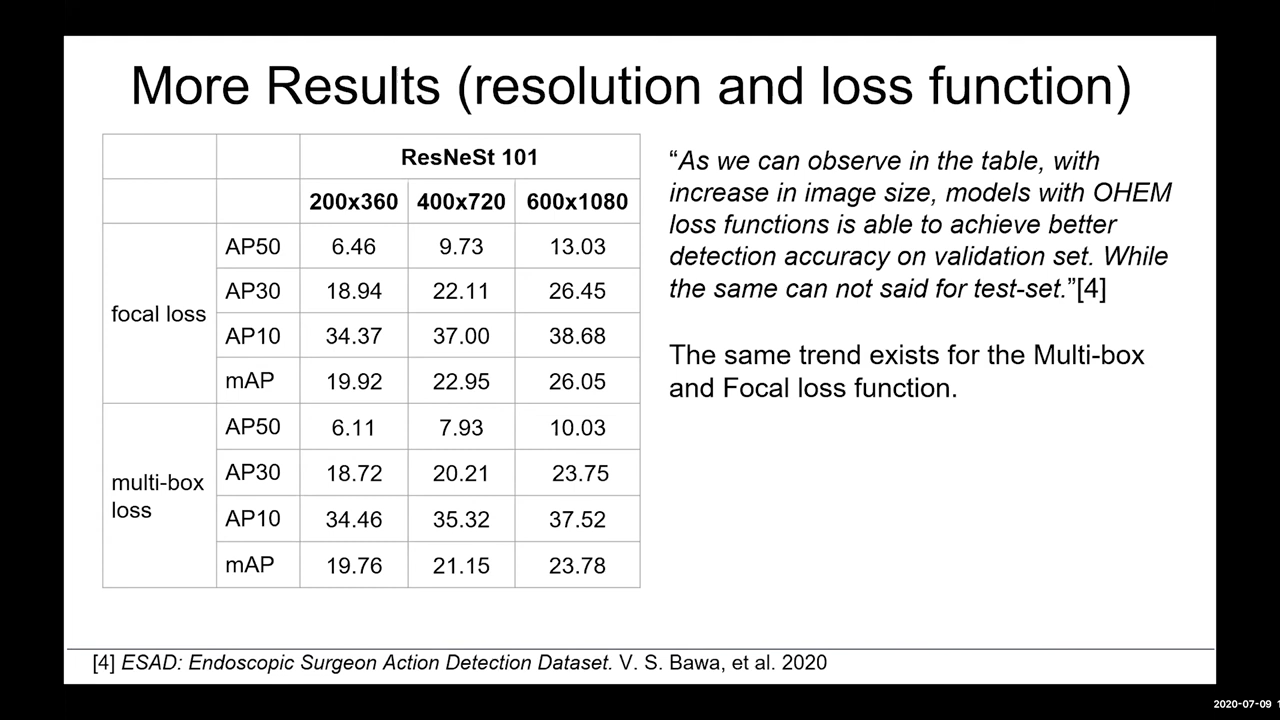 More Results (resolution and loss function)
ResNeSt 101
200x360 400x720 600x1080
focal loss
AP50 6.46 9.73 13.03
AP30 18.94 22.11 26.45
AP10 34.37 37.00 38.68
mAP 19.92 22.95 26.05
multi-box
loss
AP50 6.11 7.93 10.03
AP30 18.72 20.21 23.75
AP10 34.46 35.32 37.52
mAP 19.76 21.15 23.78
“As we can observe in the table, with
increase in image size, models with OHEM
loss functions is able to achieve better
detection accuracy on validation set. While
the same can not said for test-set.”[4]
The same trend exists for the Multi-box
and Focal loss function.
[4] ESAD: Endoscopic Surgeon Action Detection Dataset. V. S. Bawa, et al. 2020
2020-07-09